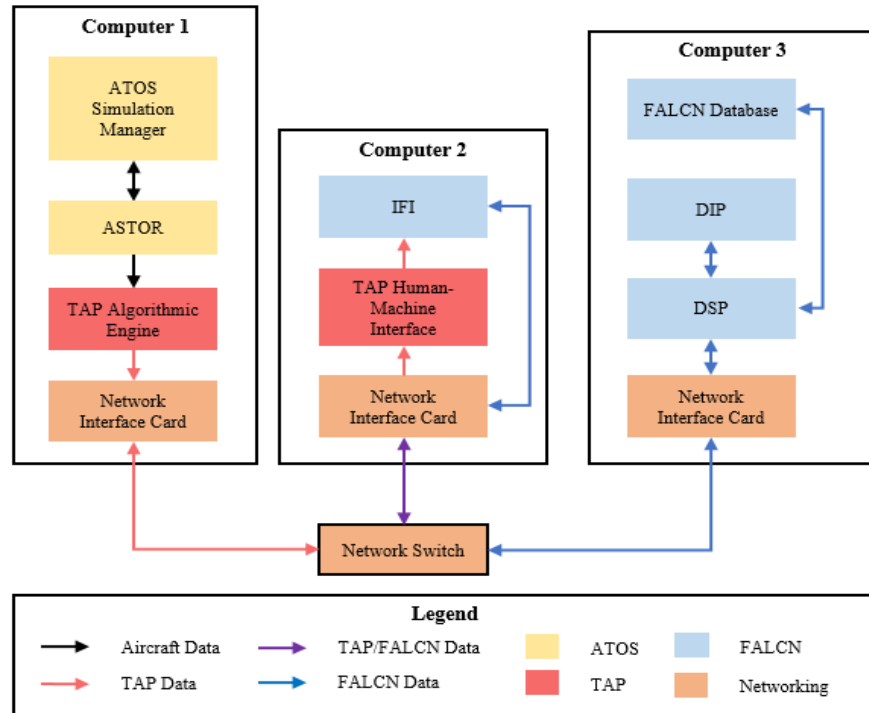 Computer 1
ATOS
Simulation
Manager
ASTOR
TAP Algorithmic
Engine
Network
Interface Card
Computer 2
IFI
TAP Human-
Machine
Interface
Network
Interface Card
Computer 3
FALCN Database
DIP
DSP
Network
Interface Card
Network Switch
Legend
Aircraft Data
TAP/FALCN Data
ATOS
FALCN
TAP Data
FALCN Data
TAP
Networking